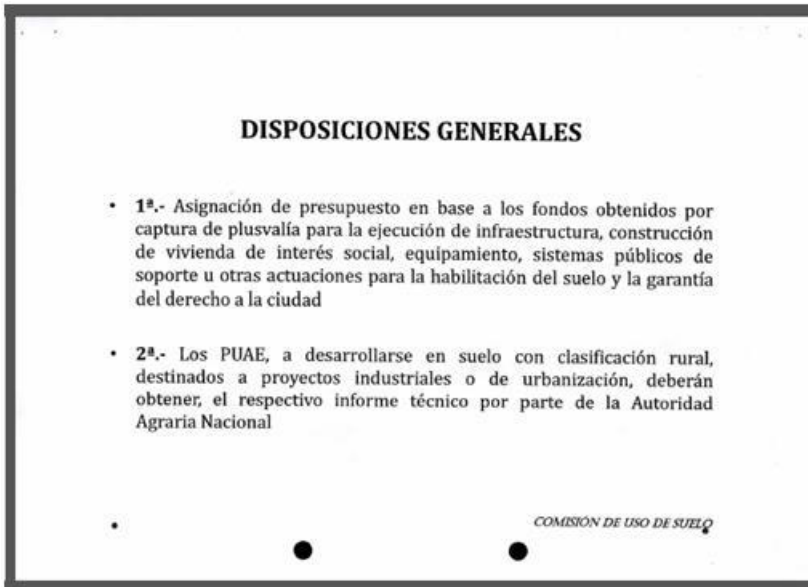 DISPOSICIONES GENERALES
• 1ª.- Asignación de presupuesto en base a los fondos obtenidos por
captura de plusvalía para la ejecución de infraestructura, construcción
de vivienda de interés social, equipamiento, sistemas públicos de
soporte u otras actuaciones para la habilitación del suelo y la garantía
del derecho a la ciudad
• 2ª.- Los PUAE, a desarrollarse en suelo con clasificación rural,
destinados a proyectos industriales o de urbanización, deberán
obtener, el respectivo informe técnico por parte de la Autoridad
Agraria Nacional
COMISIÓN DE USO DE SUELO